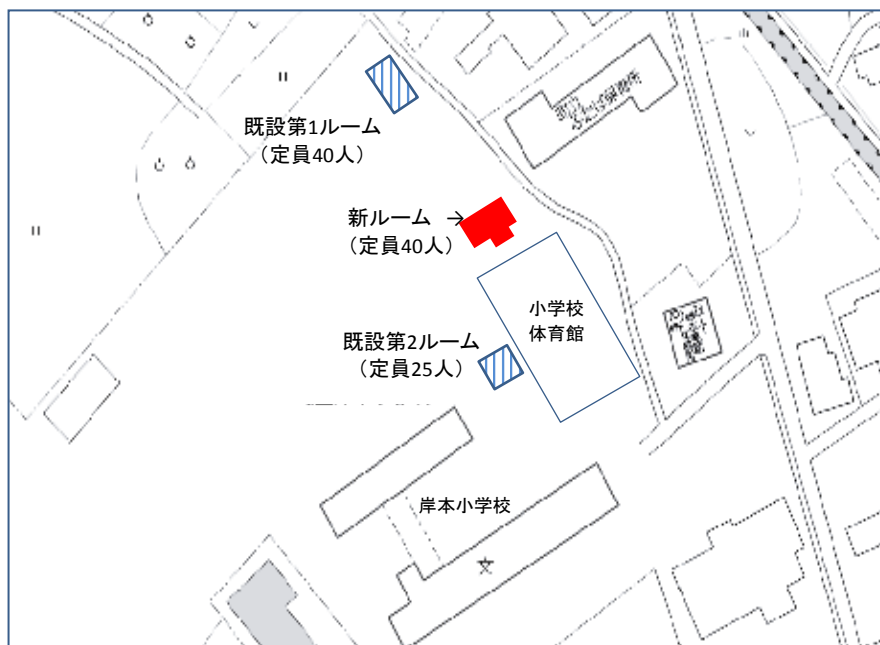 既設第1ルーム
（定員40人）
新ルーム →
（定員40人）
小学校
体育館
既設第2ルーム
（定員25人）
岸本小学校
文